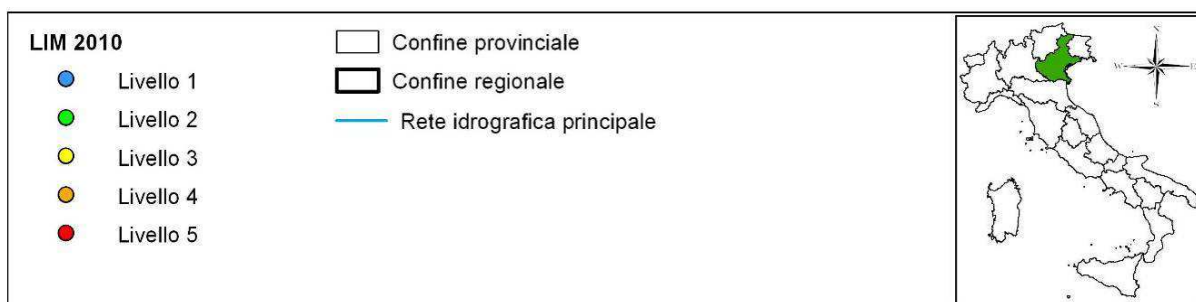 LIM 2010
Livello 1
Livello 2
Livello 3
Livello 4
Livello 5
Confine provinciale
Confine regionale
Rete idrografica principale
N
W
E
S